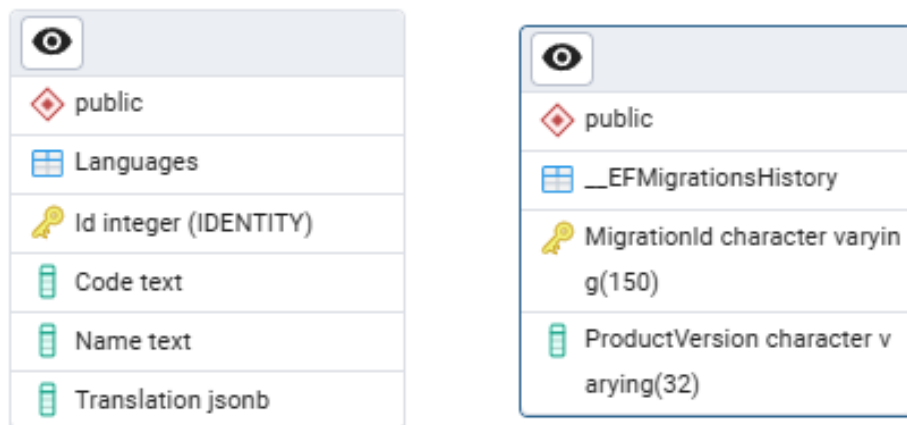 public
Languages
Id integer (IDENTITY)
Code text
Name text
Translation jsonb
public
__EFMigrationsHistory
MigrationId character varyin
g(150)
ProductVersion character v
arying(32)